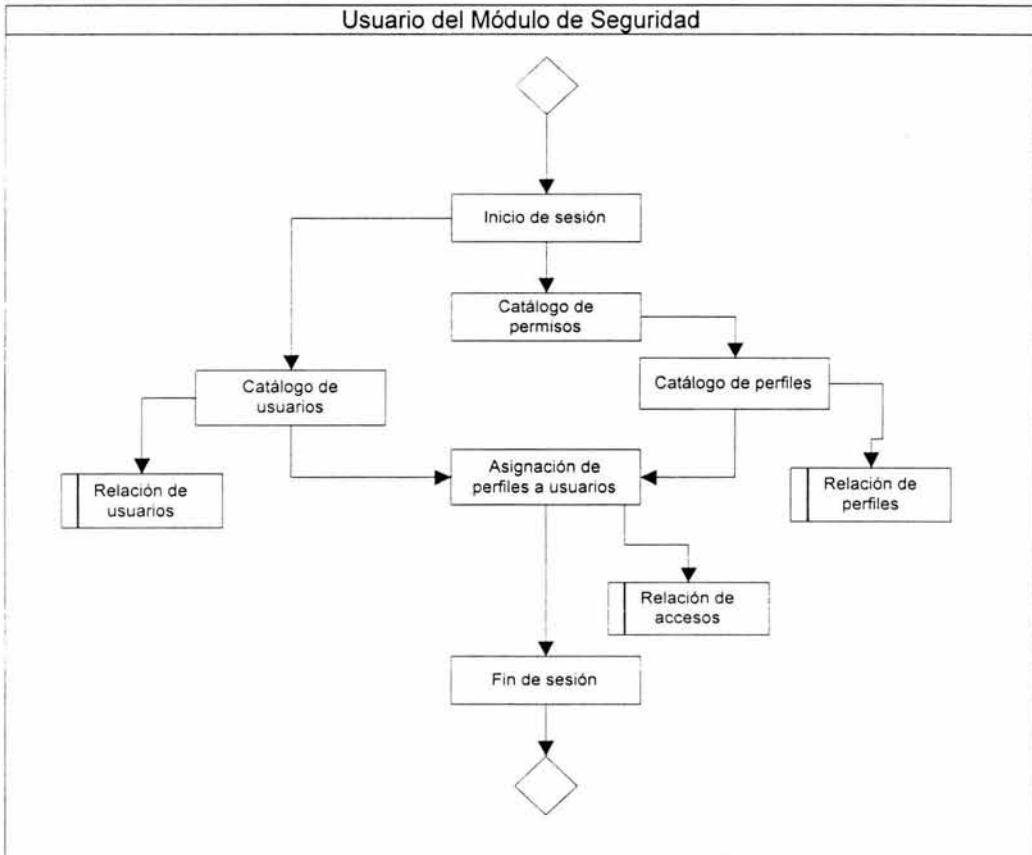 Usuario del Módulo de Seguridad
Inicio de sesión
Catálogo de
permisos
Catálogo de
usuarios
Catálogo de perfiles
Relación de
usuarios
Asignación de
perfiles a usuarios
Relación de
perfiles
Relación de
accesos
Fin de sesión